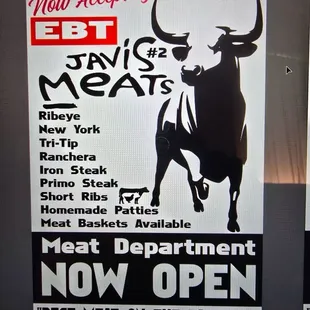 Now Accepting
EBT
JAVIS #2
MEATS
Ribeye
New York
Tri-Tip
Ranchera
Iron Steak
Primo Steak
Short Ribs
Homemade Patties
Meat Baskets Available
Meat Department
NOW OPEN